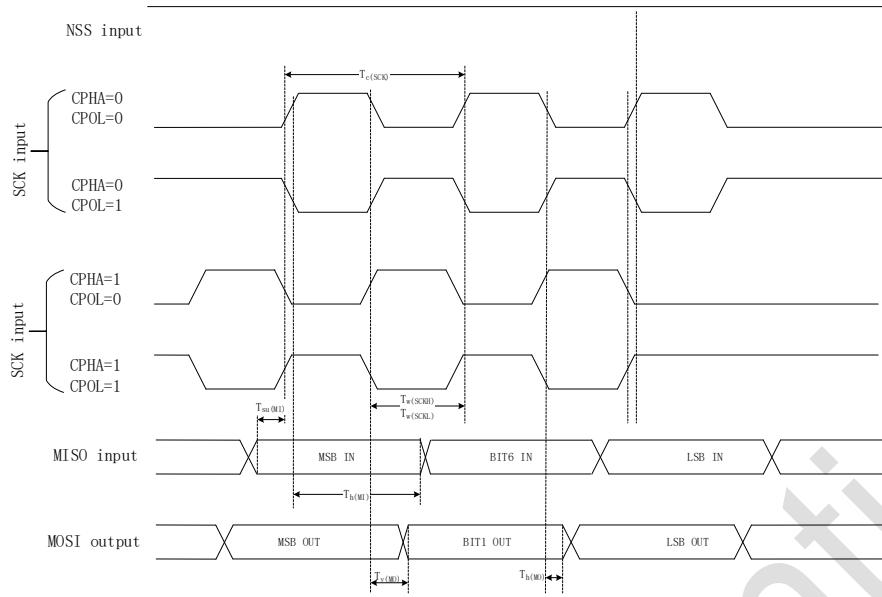 NSS input
Tc(SCK)
SCK input
CPHA=0
CPOL=0
CPHA=0
CPOL=1
SCK input
CPHA=1
CPOL=0
CPHA=1
CPOL=1
Tsu(MI)
Tw(SCKH)
Tw(SCKL)
MISO input
MSB IN
BIT6 IN
LSB IN
Th(MI)
MOSI output
MSB OUT
BIT1 OUT
LSB OUT
Tv(MO)
Th(MO)